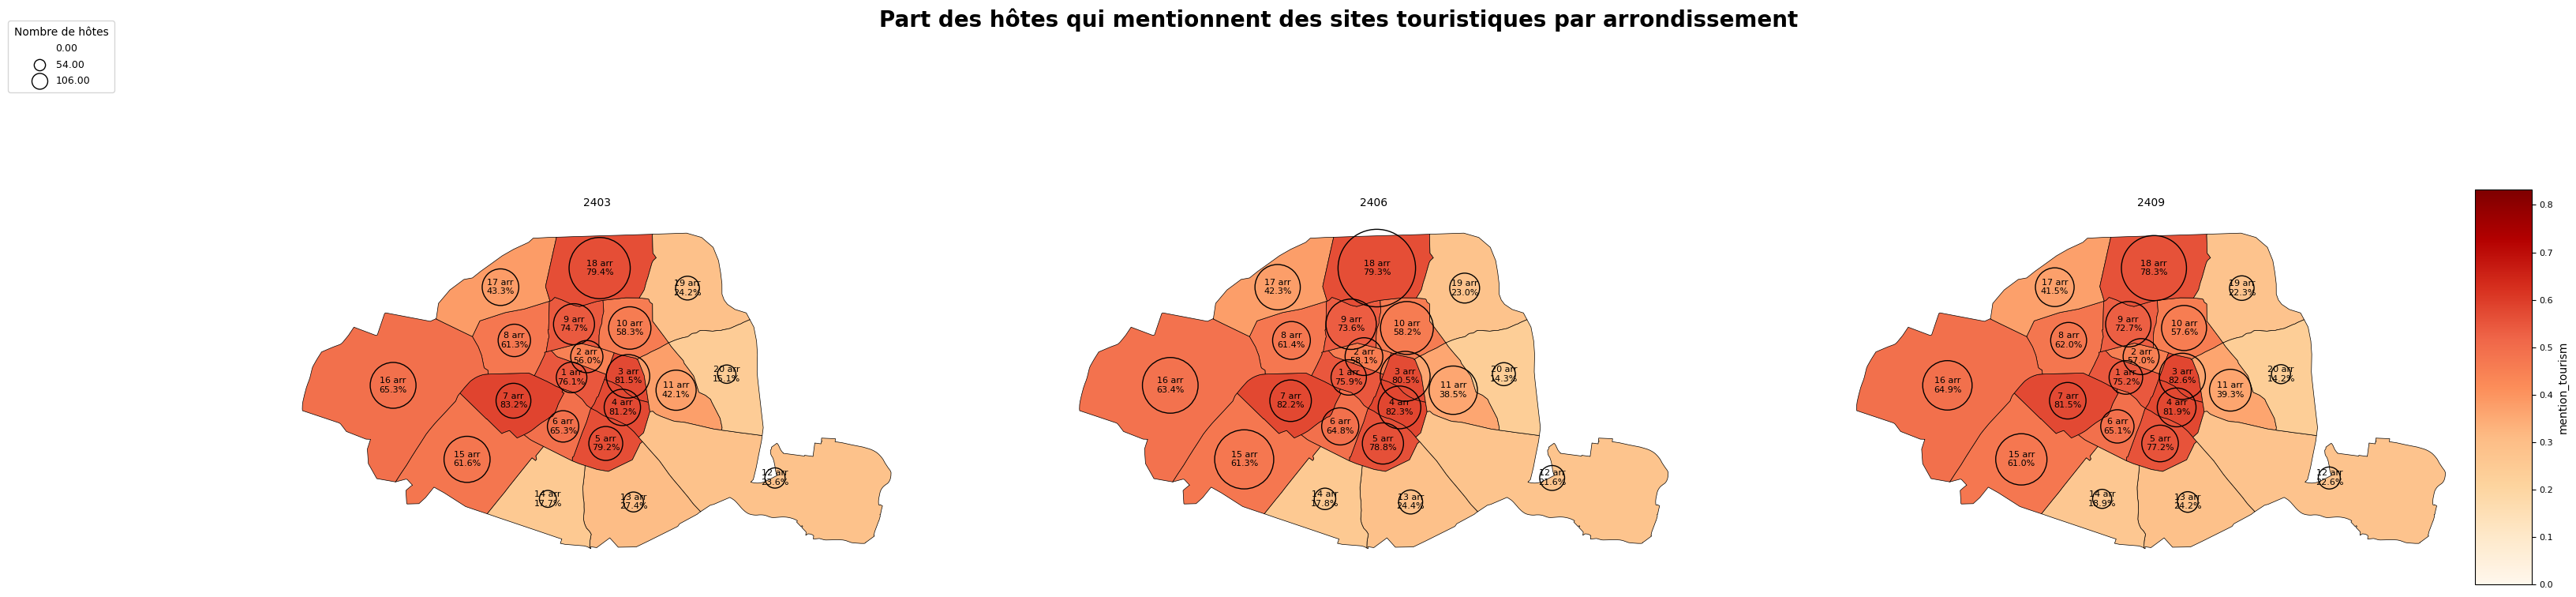 Part des hôtes qui mentionnent des sites touristiques par arrondissement
Nombre de hôtes
0.00
54.00
106.00
2403
18 arr
79.4%
17 arr
43.3%
19 arr
24.2%
9 arr
74.7%
10 arr
58.3%
8 arr
61.3%
2 arr
56.0%
1 arr
76.1%
3 arr
81.5%
20 arr
15.1%
16 arr
65.3%
11 arr
42.1%
7 arr
83.2%
4 arr
81.2%
6 arr
65.3%
5 arr
79.2%
15 arr
61.6%
12 arr
23.6%
14 arr
17.7%
13 arr
27.4%
2406
18 arr
79.3%
17 arr
42.3%
19 arr
23.0%
9 arr
73.6%
10 arr
58.2%
8 arr
61.4%
2 arr
58.1%
1 arr
75.9%
3 arr
80.5%
20 arr
14.3%
16 arr
63.4%
11 arr
38.5%
7 arr
82.2%
4 arr
82.3%
6 arr
64.8%
5 arr
78.8%
15 arr
61.3%
12 arr
21.6%
14 arr
17.8%
13 arr
24.4%
2409
18 arr
78.3%
17 arr
41.5%
19 arr
22.3%
9 arr
72.7%
10 arr
57.6%
8 arr
62.0%
2 arr
57.0%
1 arr
75.2%
3 arr
82.6%
20 arr
14.2%
16 arr
64.9%
11 arr
39.3%
7 arr
81.5%
4 arr
81.9%
6 arr
65.1%
5 arr
77.2%
15 arr
61.0%
12 arr
22.6%
14 arr
18.9%
13 arr
24.2%
0.8
0.7
0.6
0.5
0.4
0.3
0.2
0.1
0.0
mention_tourism